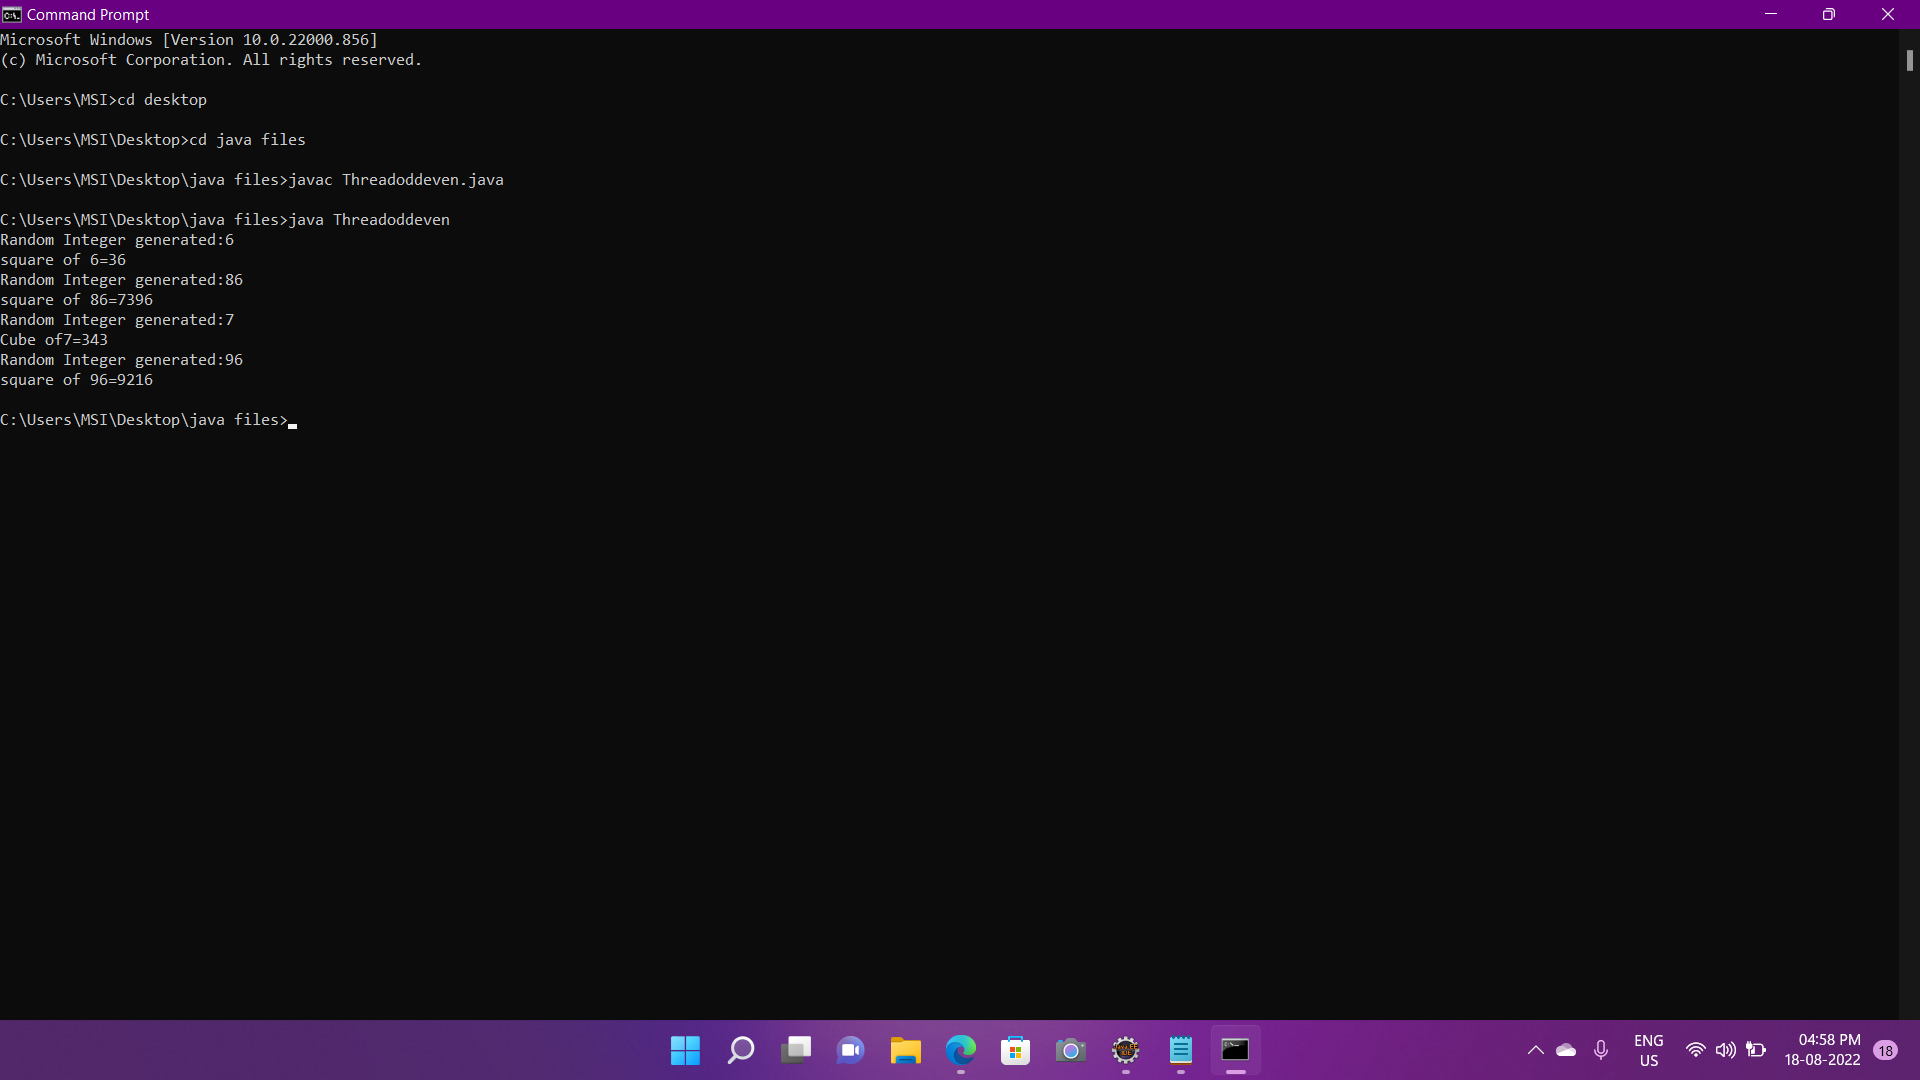 Command Prompt
Microsoft Windows [Version 10.0.22000.856]
(c) Microsoft Corporation. All rights reserved.
C:\Users\MSI>cd desktop
C:\Users\MSI\Desktop>cd java files
C:\Users\MSI\Desktop\java files>javac Threadoddeven.java
C:\Users\MSI\Desktop\java files>java Threadoddeven
Random Integer generated:6
square of 6=36
Random Integer generated:86
square of 86=7396
Random Integer generated:7
Cube of7=343
Random Integer generated:96
square of 96=9216
C:\Users\MSI\Desktop\java files>
ENG
US
04:58 PM
18-08-2022
18